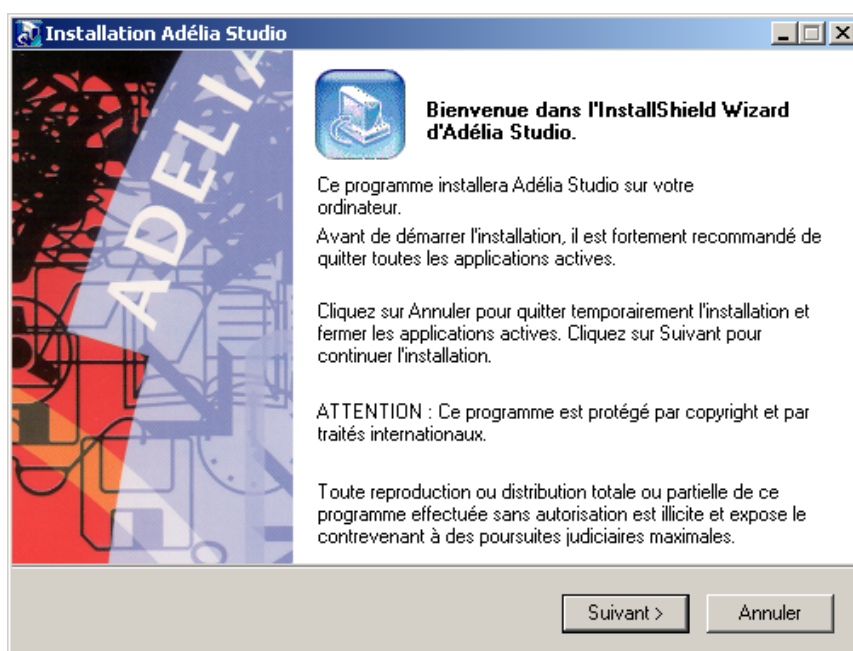 Installation Adélia Studio
ADELIA
Bienvenue dans l'InstallShield Wizard
d'Adélia Studio.
Ce programme installera Adélia Studio sur votre
ordinateur.
Avant de démarrer l'installation, il est fortement recommandé de
quitter toutes les applications actives.
Cliquez sur Annuler pour quitter temporairement l'installation et
fermer les applications actives. Cliquez sur Suivant pour
continuer l'installation.
ATTENTION : Ce programme est protégé par copyright et par
traités internationaux.
Toute reproduction ou distribution totale ou partielle de ce
programme effectuée sans autorisation est illicite et expose le
contrevenant à des poursuites judiciaires maximales.
Suivant >
Annuler